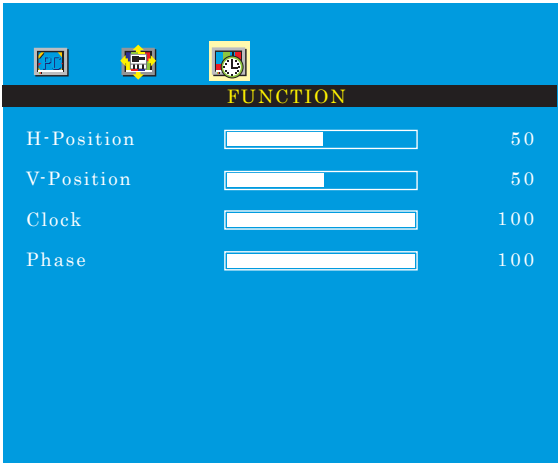 PC
FUNCTION
H-Position 50
V-Position 50
Clock 100
Phase 100